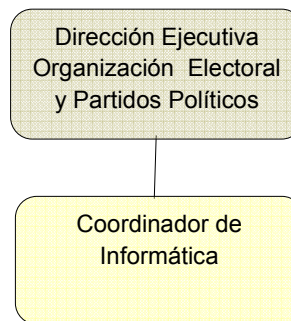 Dirección Ejecutiva
Organización Electoral
y Partidos Políticos
Coordinador de
Informática